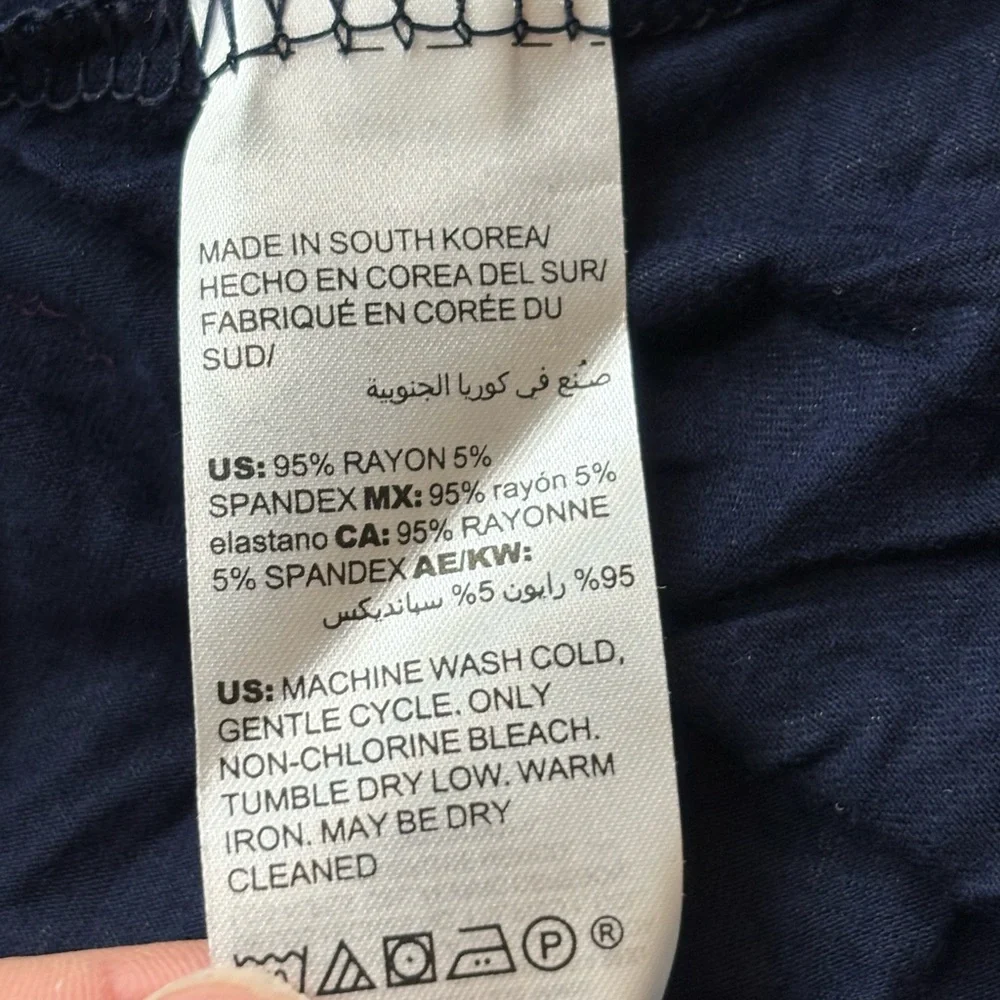 MADE IN SOUTH KOREA/
HECHO EN COREA DEL SUR/
FABRIQUÉ EN CORÉE DU
SUD/
صُنع في كوريا الجنوبية
US: 95% RAYON 5%
SPANDEX MX: 95% rayón 5%
elastano CA: 95% RAYONNE
5% SPANDEX AE/KW:
95% رايون 5% سبانديكس
US: MACHINE WASH COLD,
GENTLE CYCLE. ONLY
NON-CHLORINE BLEACH.
TUMBLE DRY LOW. WARM
IRON. MAY BE DRY
CLEANED
P ®